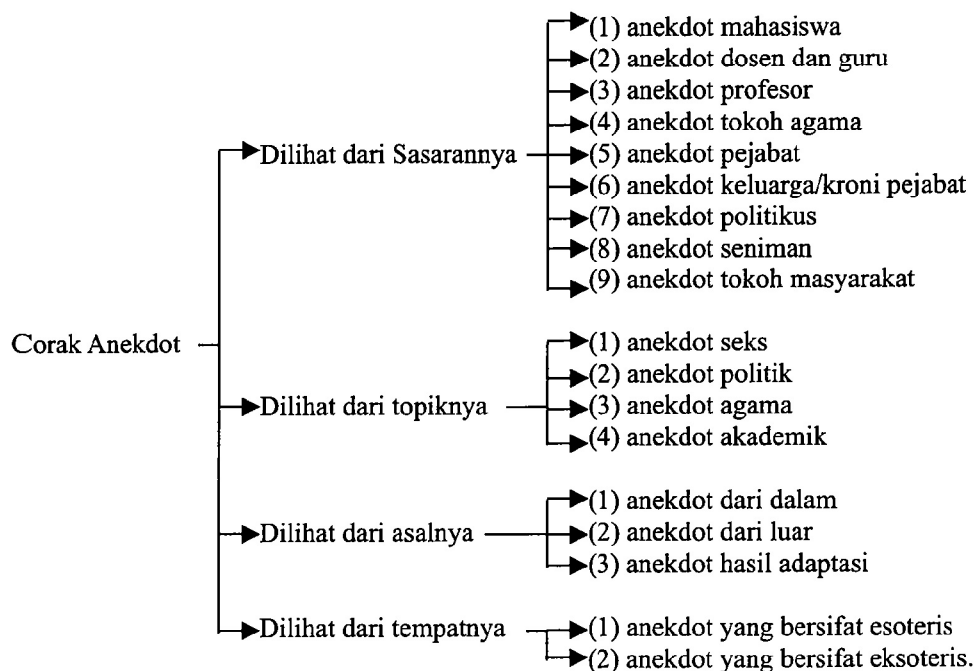 Corak Anekdot
Dilihat dari Sasarannya
(1) anekdot mahasiswa
(2) anekdot dosen dan guru
(3) anekdot profesor
(4) anekdot tokoh agama
(5) anekdot pejabat
(6) anekdot keluarga/kroni pejabat
(7) anekdot politikus
(8) anekdot seniman
(9) anekdot tokoh masyarakat
Dilihat dari topiknya
(1) anekdot seks
(2) anekdot politik
(3) anekdot agama
(4) anekdot akademik
Dilihat dari asalnya
(1) anekdot dari dalam
(2) anekdot dari luar
(3) anekdot hasil adaptasi
Dilihat dari tempatnya
(1) anekdot yang bersifat esoteris
(2) anekdot yang bersifat eksoteris.